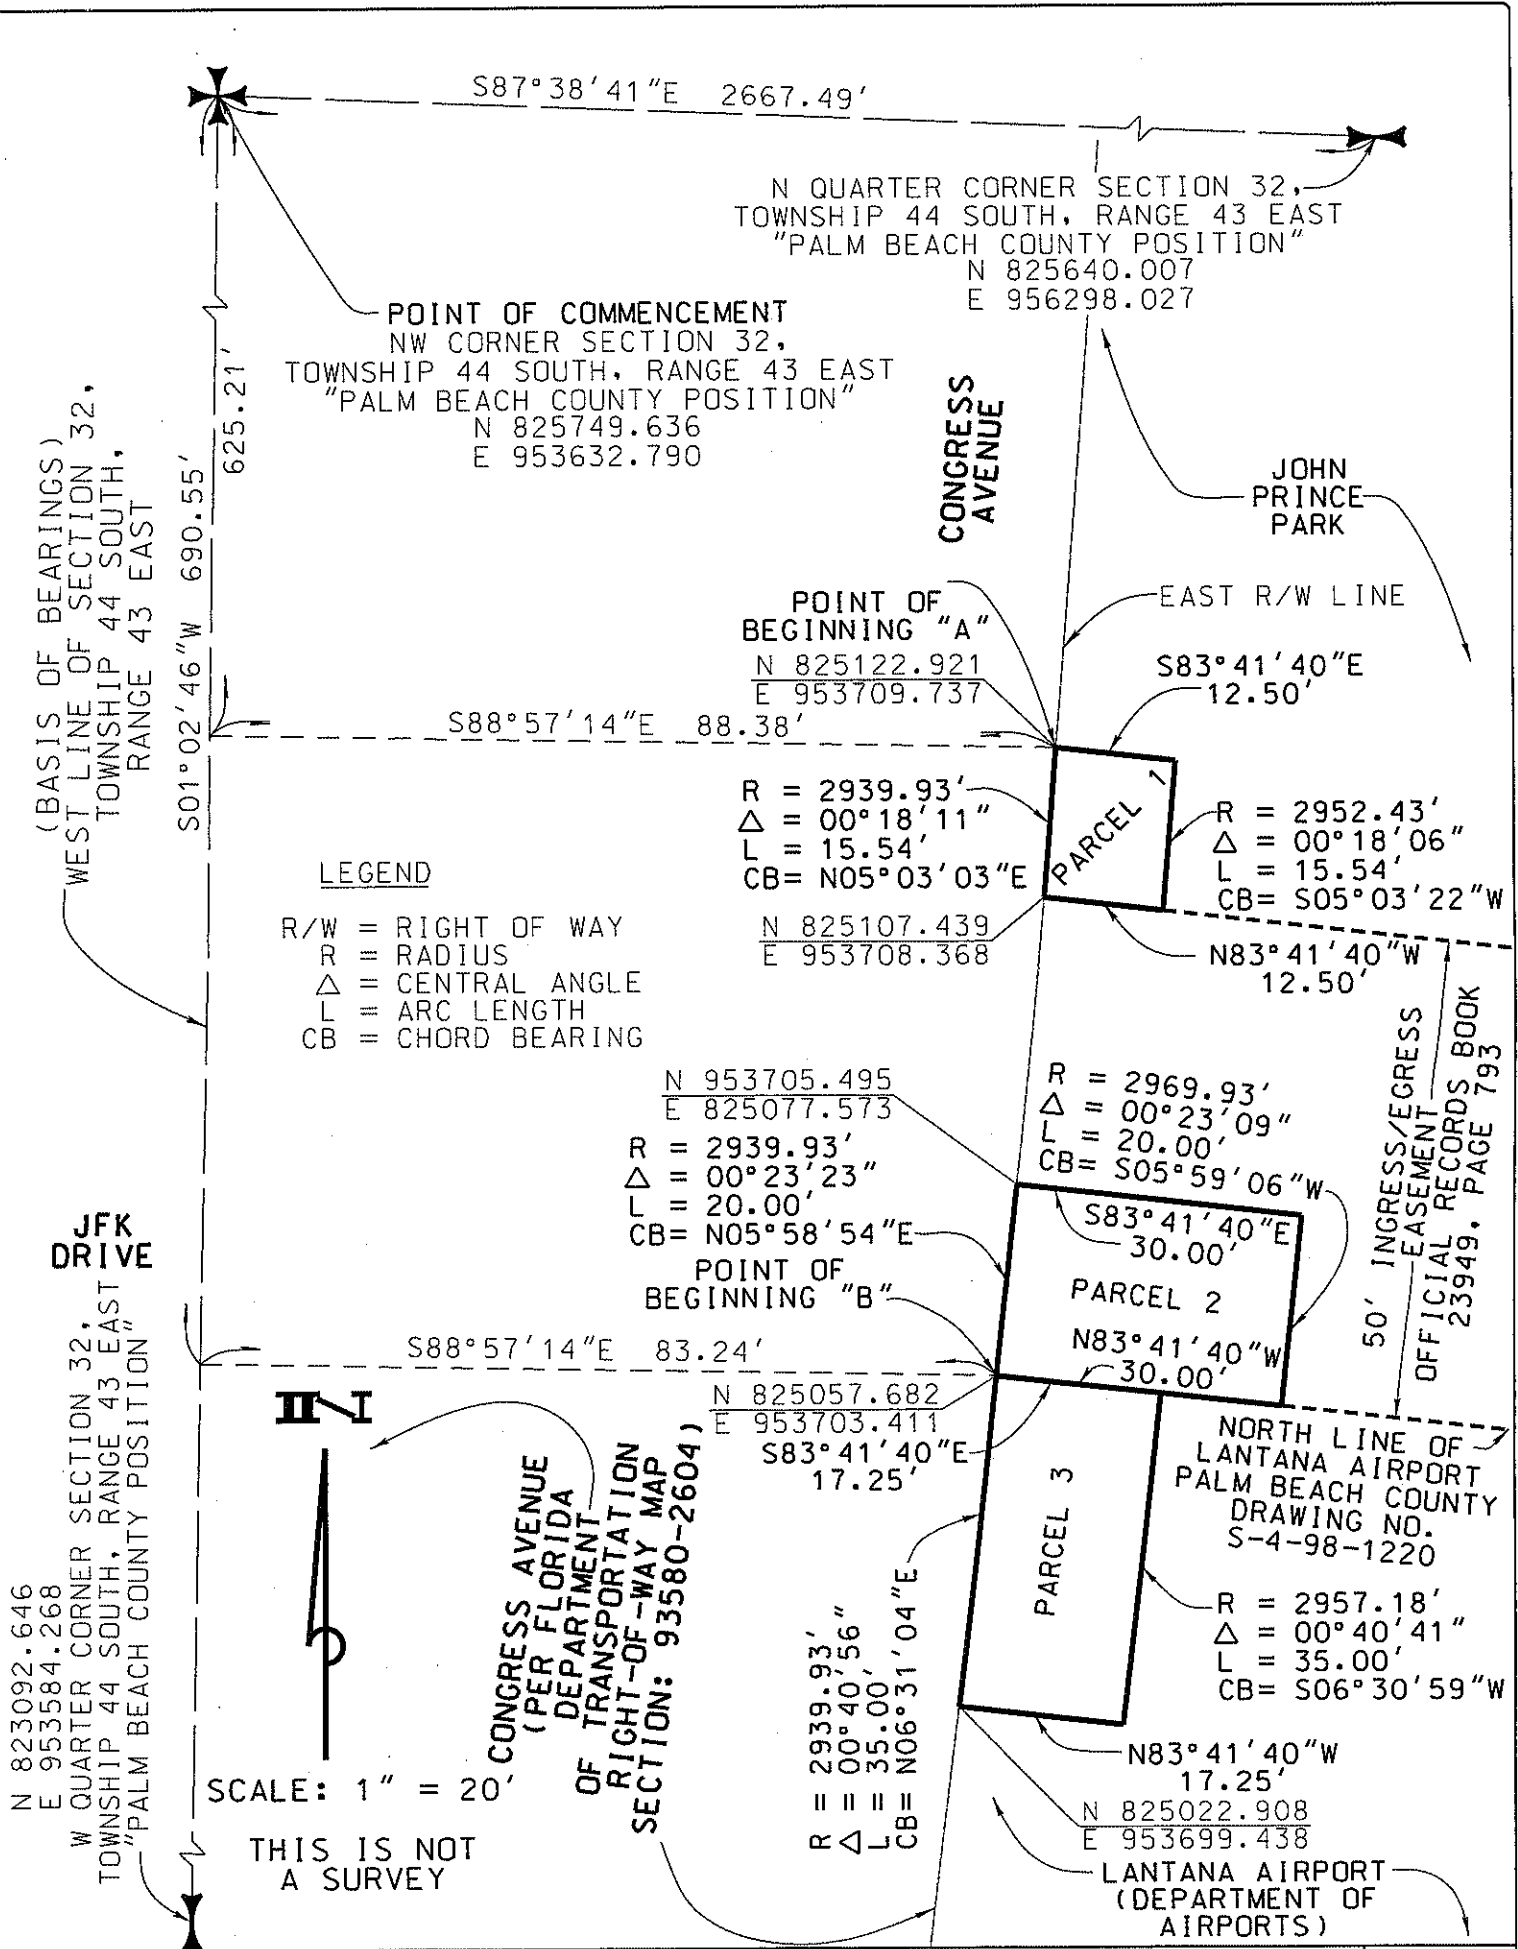 S87°38'41"E 2667.49'
N QUARTER CORNER SECTION 32,
TOWNSHIP 44 SOUTH, RANGE 43 EAST
"PALM BEACH COUNTY POSITION"
N 825640.007
E 956298.027
POINT OF COMMENCEMENT
NW CORNER SECTION 32,
TOWNSHIP 44 SOUTH, RANGE 43 EAST
"PALM BEACH COUNTY POSITION"
N 825749.636
E 953632.790
(BASIS OF BEARINGS)
WEST LINE OF SECTION 32,
TOWNSHIP 44 SOUTH,
RANGE 43 EAST
S01°02'46"W 690.55'
625.21'
CONGRESS
AVENUE
JOHN
PRINCE
PARK
EAST R/W LINE
POINT OF
BEGINNING "A"
N 825122.921
E 953709.737
S83°41'40"E
12.50'
S88°57'14"E 88.38'
R = 2939.93'
△ = 00°18'11"
L = 15.54'
CB= N05°03'03"E
PARCEL 1
R = 2952.43'
△ = 00°18'06"
L = 15.54'
CB= S05°03'22"W
LEGEND
R/W = RIGHT OF WAY
R = RADIUS
△ = CENTRAL ANGLE
L = ARC LENGTH
CB = CHORD BEARING
N 825107.439
E 953708.368
N83°41'40"W
12.50'
50' INGRESS/EGRESS
EASEMENT
OFFICIAL RECORDS BOOK
23949, PAGE 793
N 953705.495
E 825077.573
R = 2969.93'
△ = 00°23'09"
L = 20.00'
CB= S05°59'06"W
R = 2939.93'
△ = 00°23'23"
L = 20.00'
CB= N05°58'54"E
S83°41'40"E
30.00'
PARCEL 2
N83°41'40"W
30.00'
POINT OF
BEGINNING "B"
JFK
DRIVE
S88°57'14"E 83.24'
N 825057.682
E 953703.411
S83°41'40"E
17.25'
NORTH LINE OF
LANTANA AIRPORT
PALM BEACH COUNTY
DRAWING NO.
S-4-98-1220
PARCEL 3
N 823092.646
E 953584.268
W QUARTER CORNER SECTION 32,
TOWNSHIP 44 SOUTH, RANGE 43 EAST
"PALM BEACH COUNTY POSITION"
CONGRESS AVENUE
(PER FLORIDA
DEPARTMENT
OF TRANSPORTATION
RIGHT-OF-WAY MAP
SECTION: 93580-2604)
R = 2939.93'
△ = 00°40'56"
L = 35.00'
CB= N06°31'04"E
R = 2957.18'
△ = 00°40'41"
L = 35.00'
CB= S06°30'59"W
N83°41'40"W
17.25'
N 825022.908
E 953699.438
SCALE: 1" = 20'
THIS IS NOT
A SURVEY
LANTANA AIRPORT
(DEPARTMENT OF
AIRPORTS)